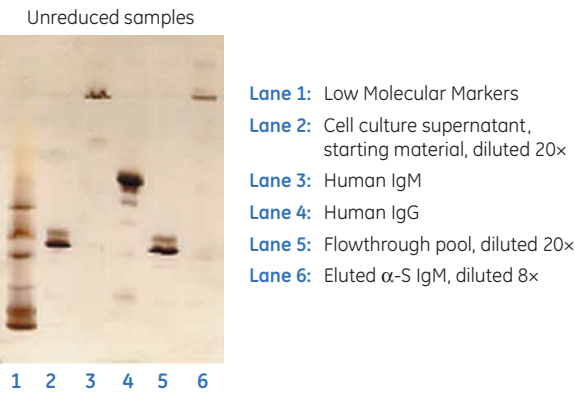 Unreduced samples
Lane 1: Low Molecular Markers
Lane 2: Cell culture supernatant,
starting material, diluted 20×
Lane 3: Human IgM
Lane 4: Human IgG
Lane 5: Flowthrough pool, diluted 20×
Lane 6: Eluted α-S IgM, diluted 8×
1 2 3 4 5 6